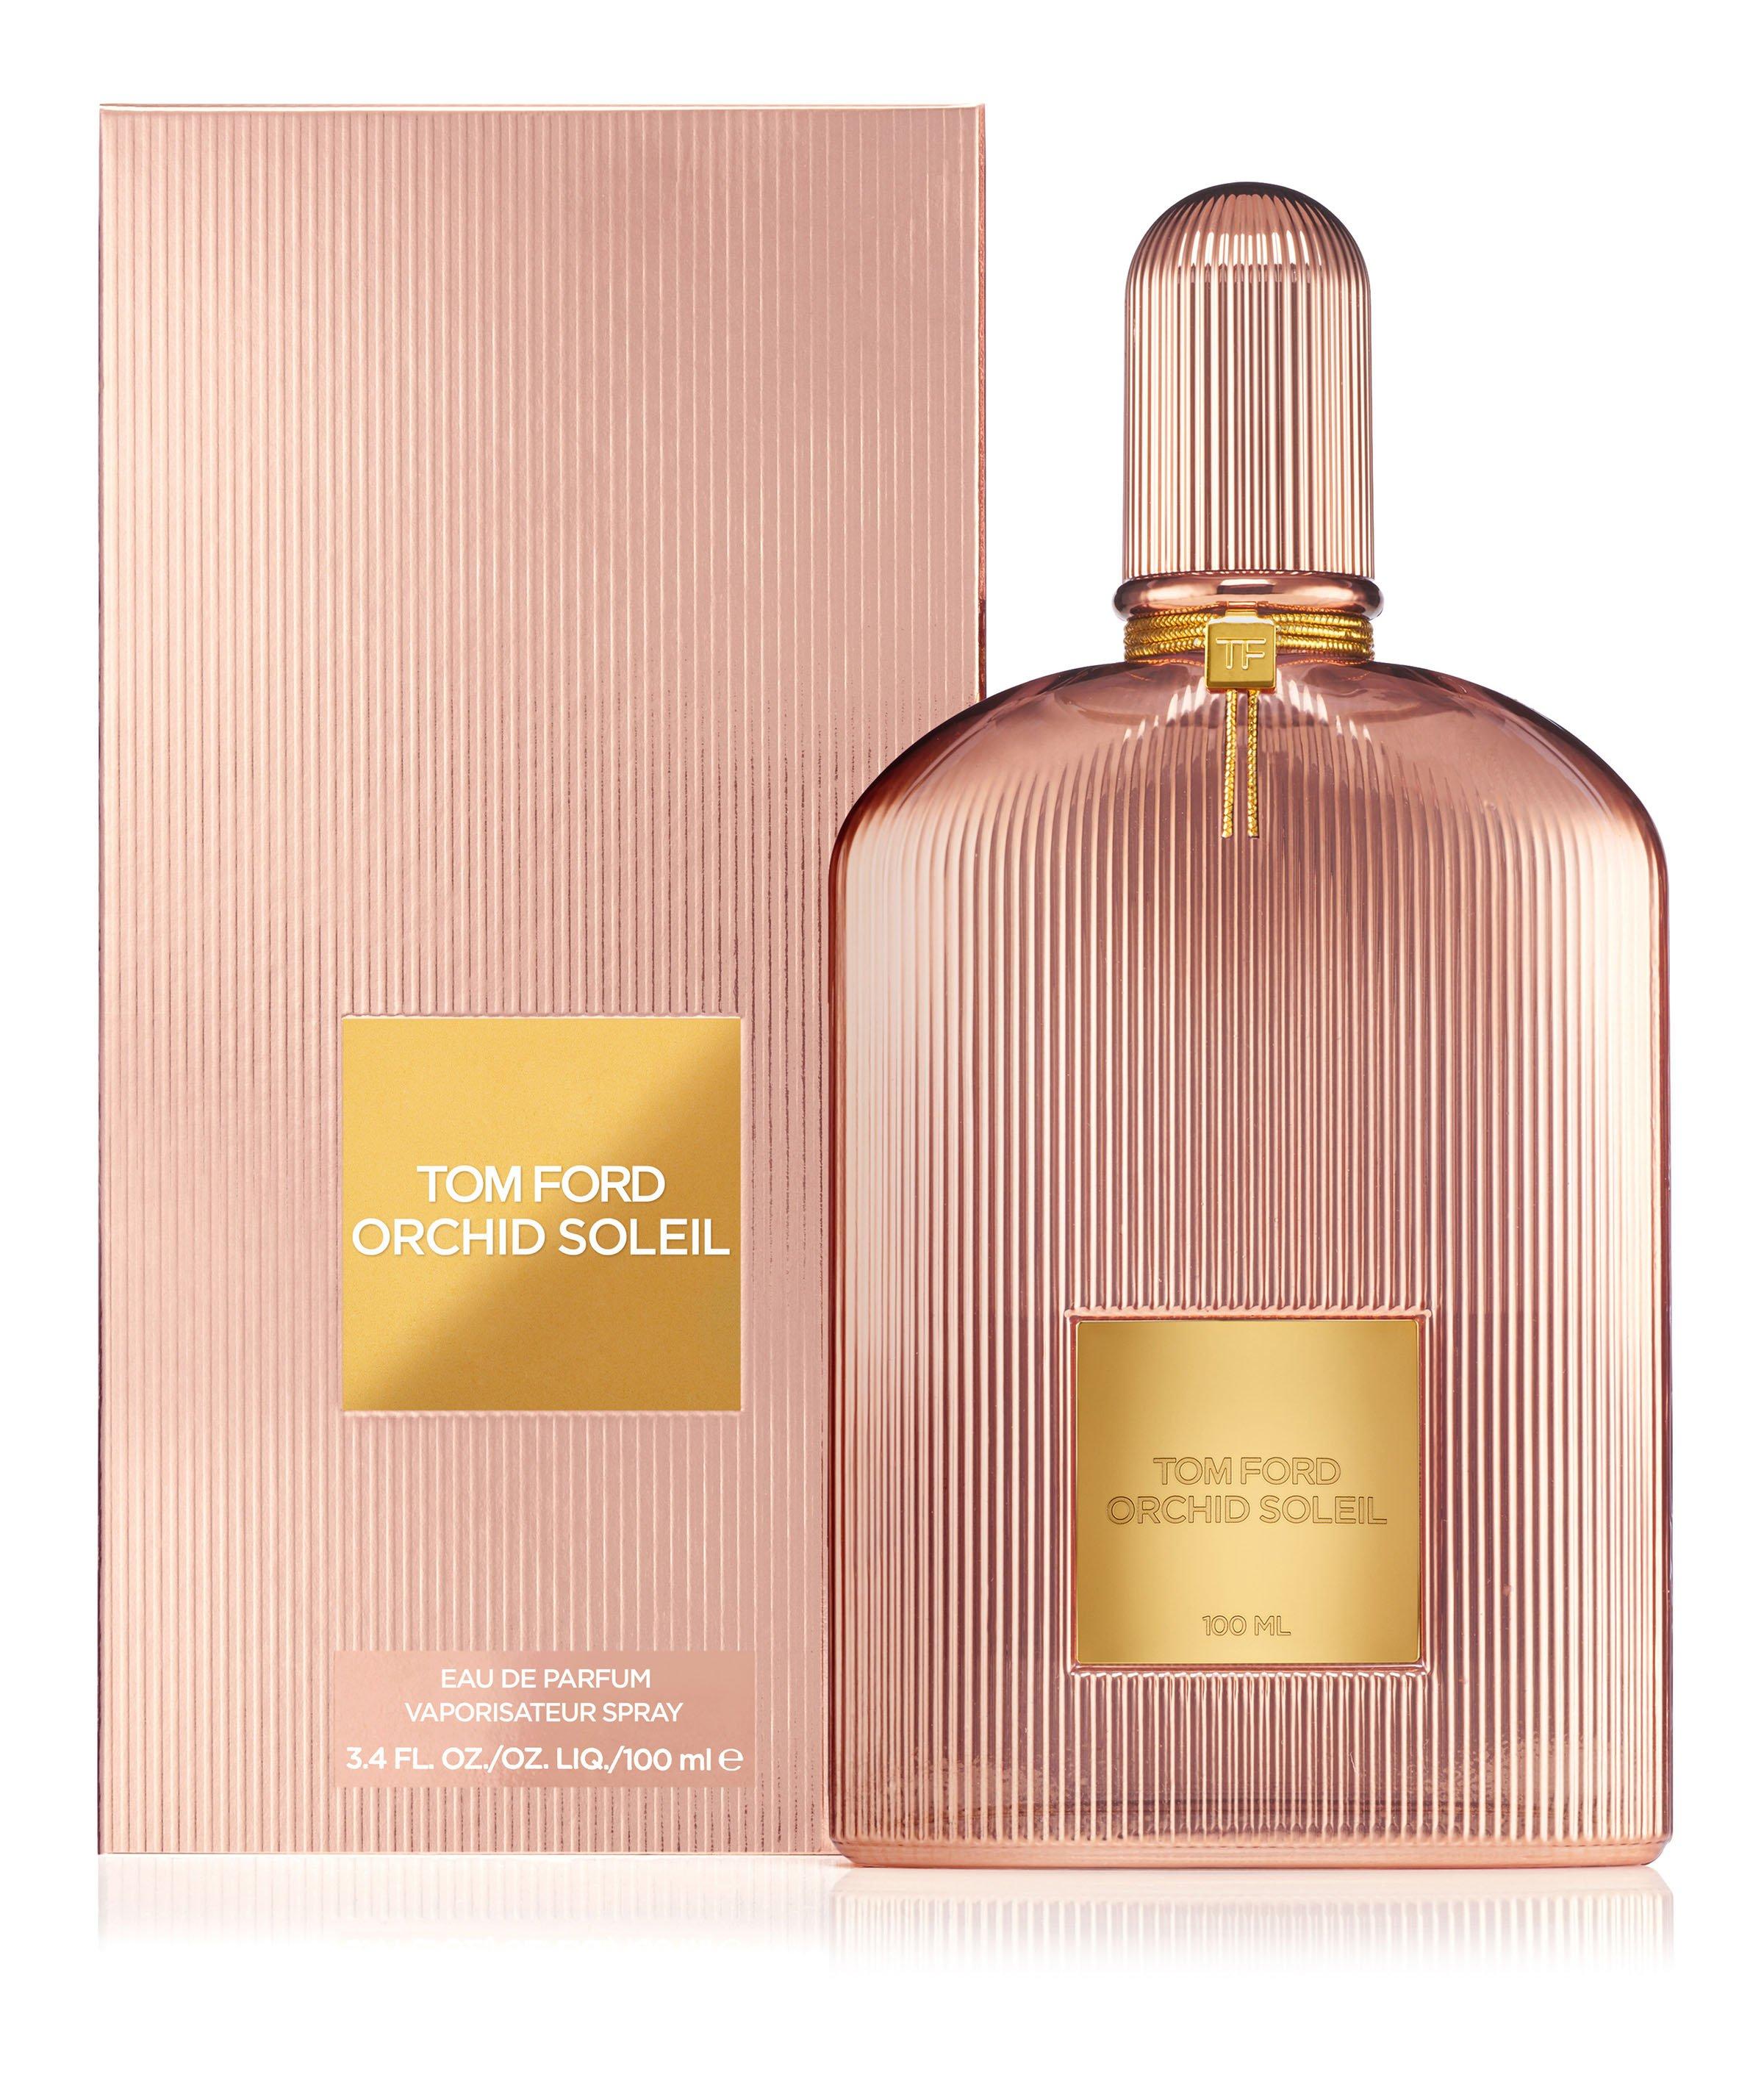 TOM FORD
ORCHID SOLEIL
EAU DE PARFUM
VAPORISATEUR SPRAY
3.4 FL. OZ./OZ. LIQ./100 ml ℮
TF
TOM FORD
ORCHID SOLEIL
100 ML